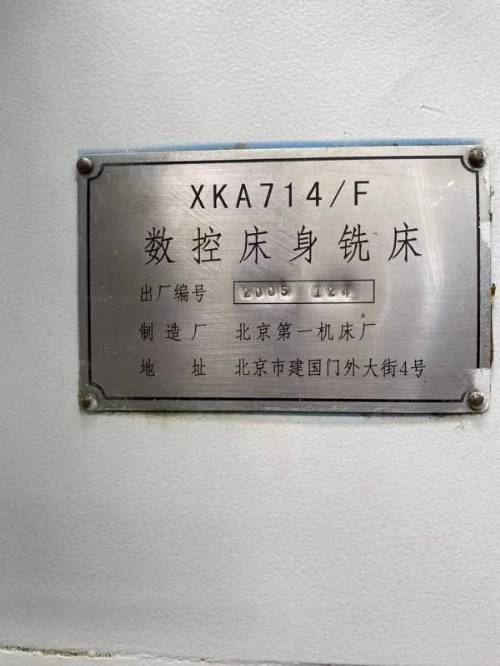 XKA714/F
数控床身铣床
出厂编号 2005 124
制造厂 北京第一机床厂
地址 北京市建国门外大街4号